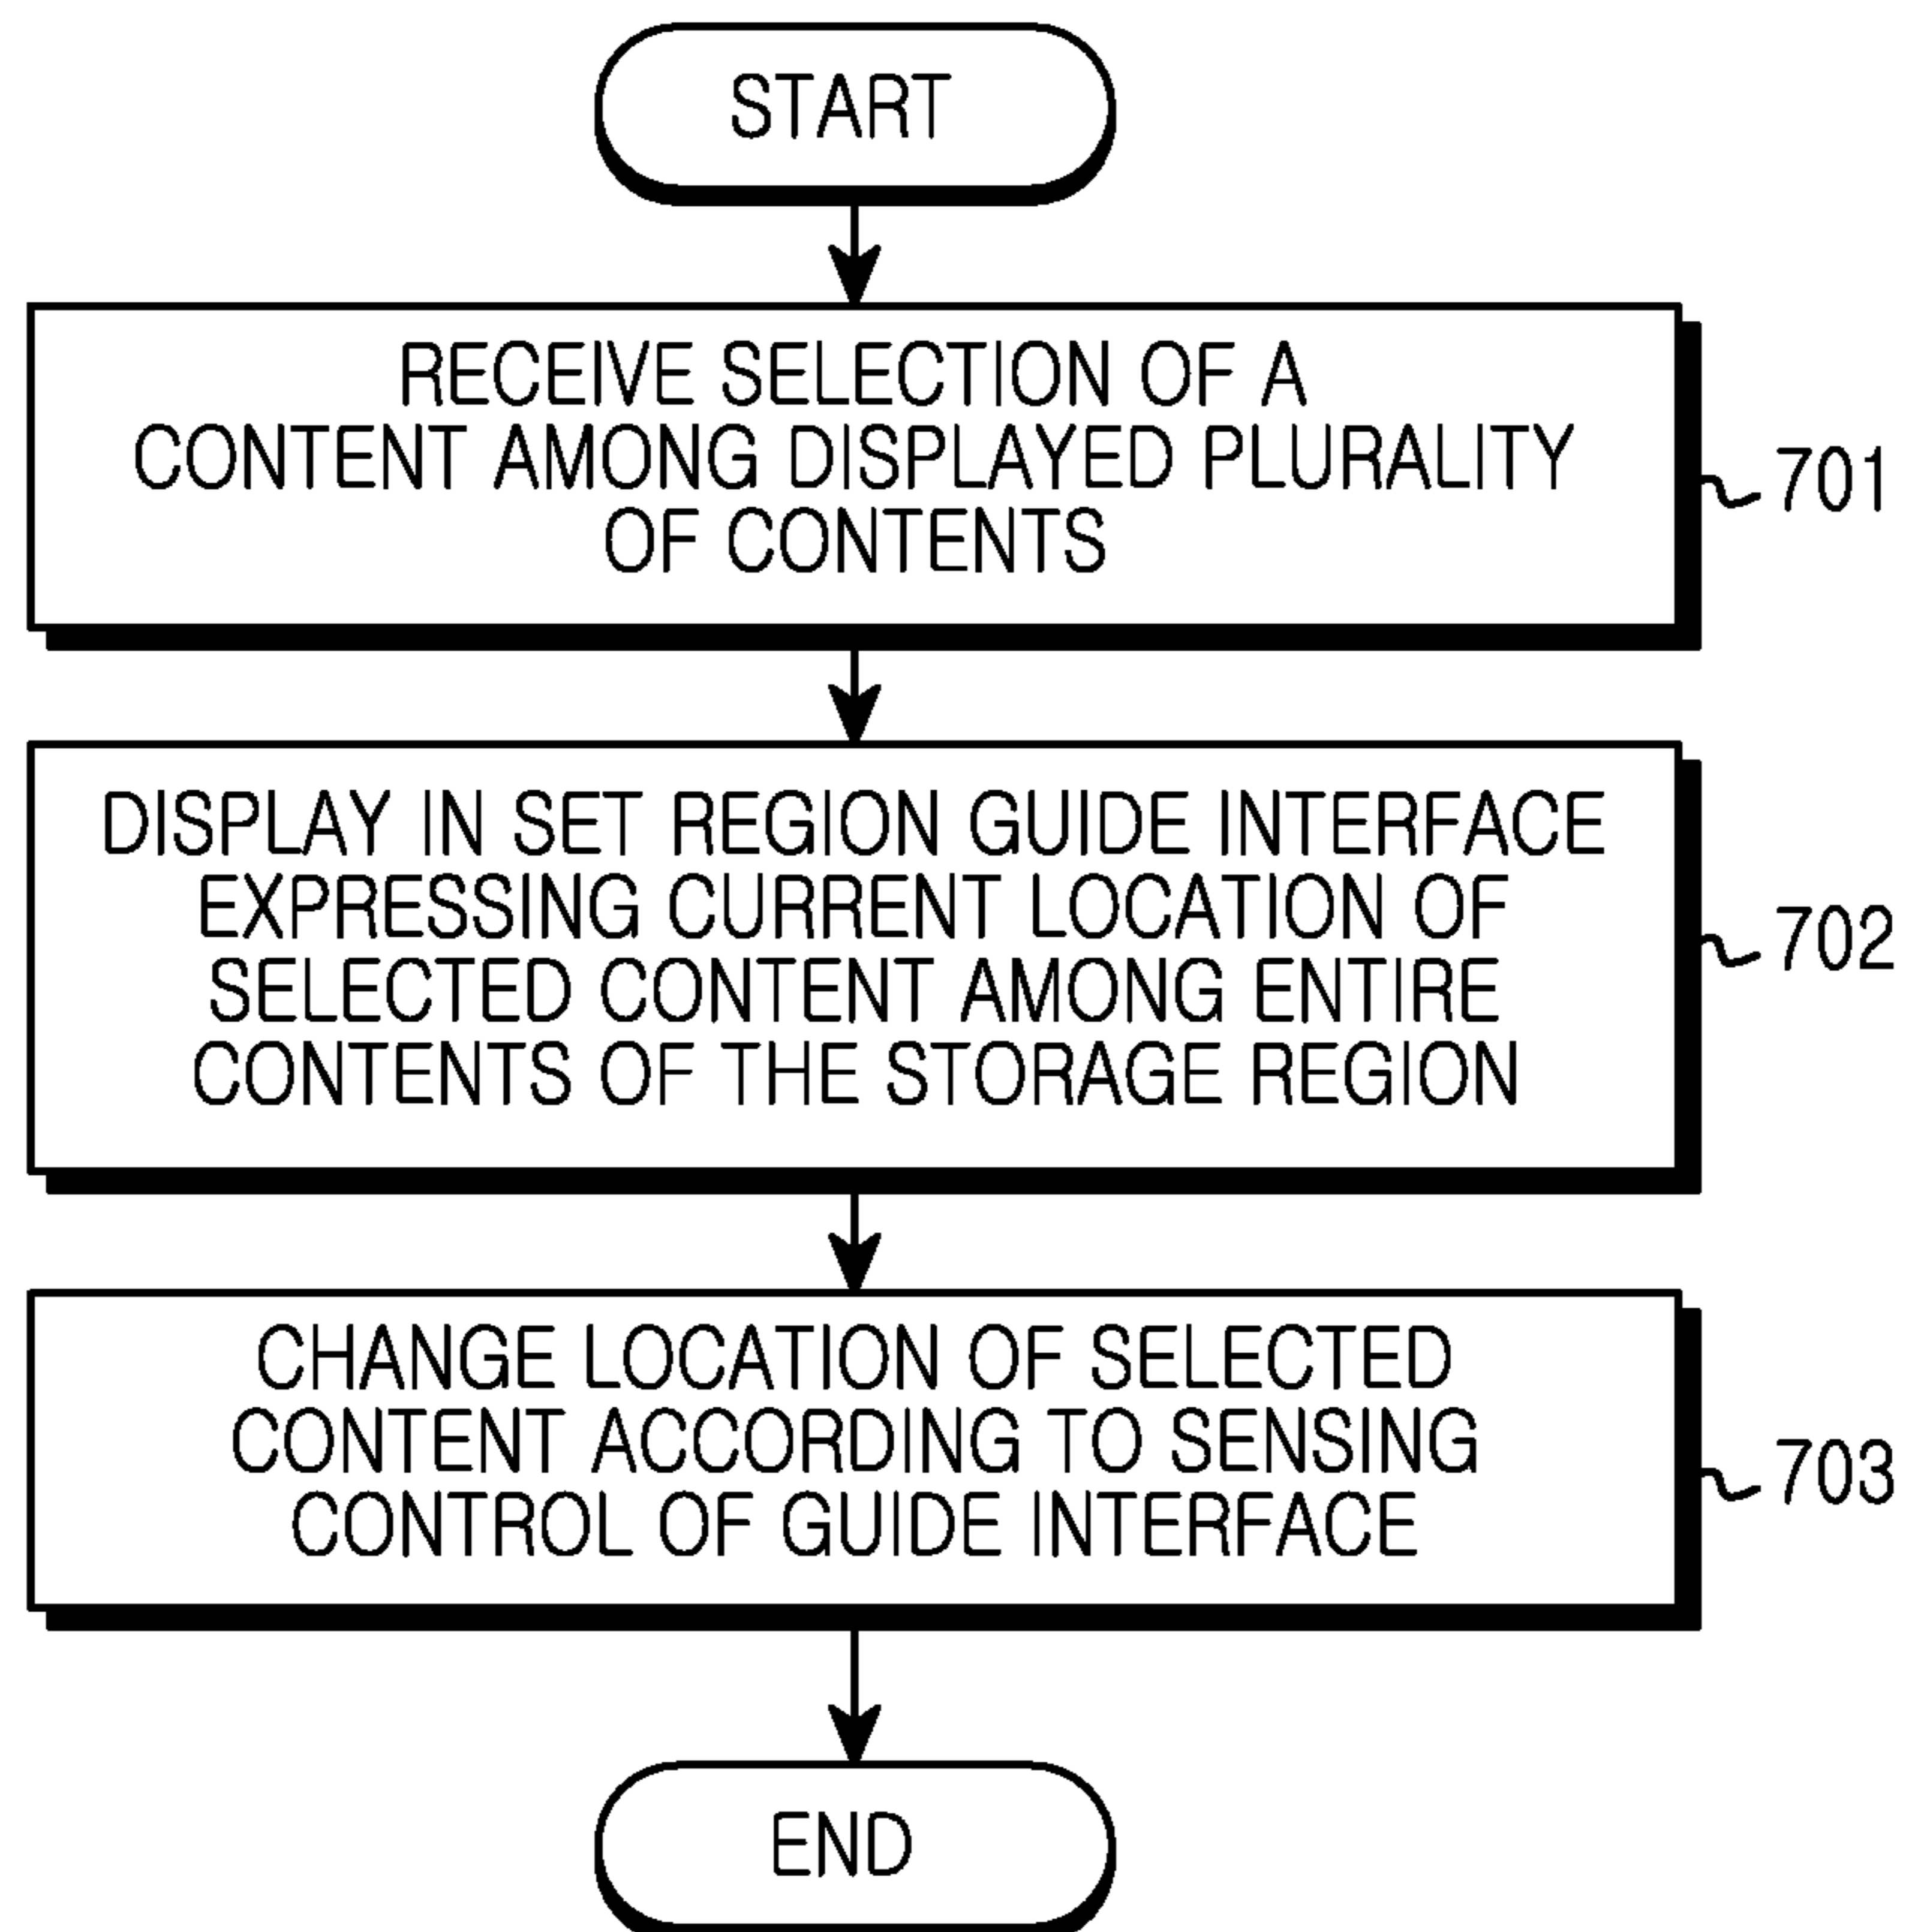 START
RECEIVE SELECTION OF A
CONTENT AMONG DISPLAYED PLURALITY
OF CONTENTS
701
DISPLAY IN SET REGION GUIDE INTERFACE
EXPRESSING CURRENT LOCATION OF
SELECTED CONTENT AMONG ENTIRE
CONTENTS OF THE STORAGE REGION
702
CHANGE LOCATION OF SELECTED
CONTENT ACCORDING TO SENSING
CONTROL OF GUIDE INTERFACE
703
END